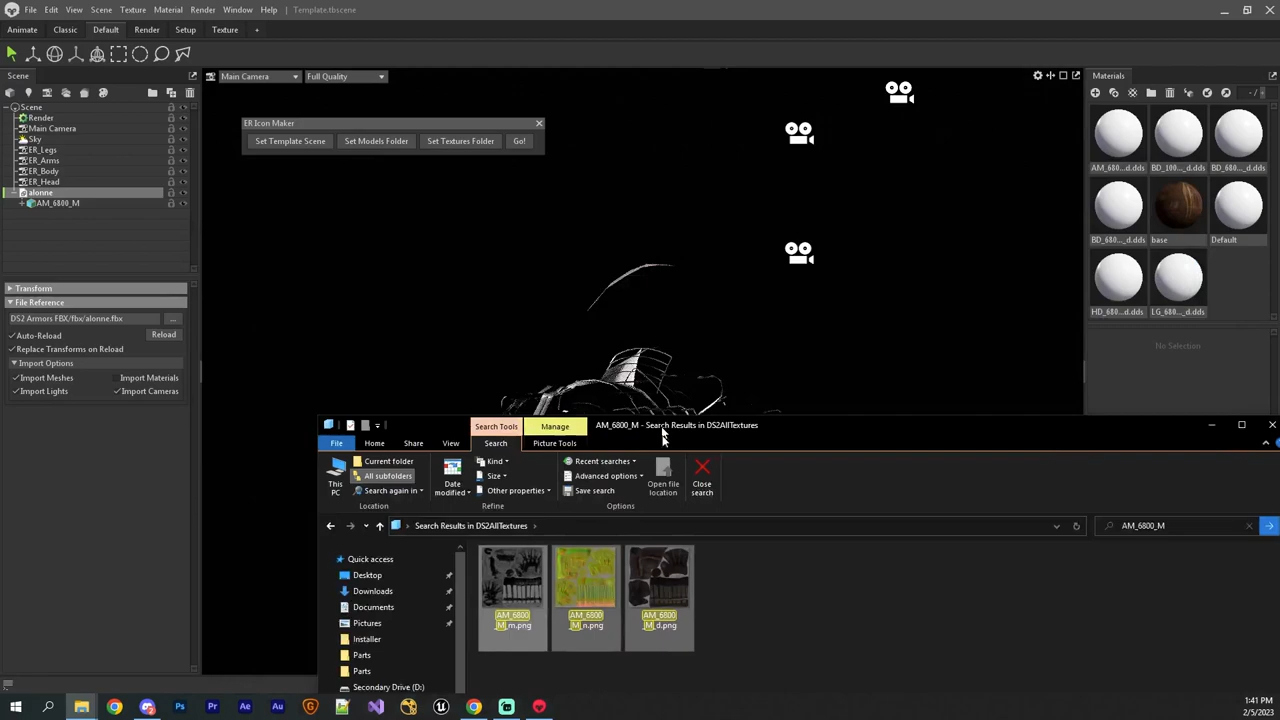 File Edit View Scene Texture Material Render Window Help Template.tbscene
Animate Classic Default Render Setup Texture +
Scene
Main Camera Full Quality
Materials
Scene
Render
Main Camera
Sky
ER_Legs
ER_Arms
ER_Body
ER_Head
alonne
AM_6800_M
ER Icon Maker
Set Template Scene Set Models Folder Set Textures Folder Go!
AM_6800_M - Search Results in DS2AllTextures
AM_6...d.dds BD_100...d.dds BD_680...d.dds
BD_680...d.dds base Default
HD_680...d.dds LG_680...d.dds
No Selection
Transform
File Reference
DS2 Armors FBX/fbx/alonne.fbx ...
Auto-Reload Reload
Replace Transforms on Reload
Import Options
Import Meshes Import Materials
Import Lights Import Cameras
Search Tools Manage
File Home Share View Search Picture Tools
This PC
Current folder
All subfolders
Search again in
Location
Date modified
Kind
Size
Other properties
Refine
Recent searches
Advanced options
Save search
Open file location
Options
Close search
Search Results in DS2AllTextures
AM_6800_M
Quick access
Desktop
Downloads
Documents
Pictures
Installer
Parts
Parts
Secondary Drive (D:)
AM_6800
_M_m.png
AM_6800
_M_n.png
AM_6800
_M_d.png
1:41 PM
2/5/2023